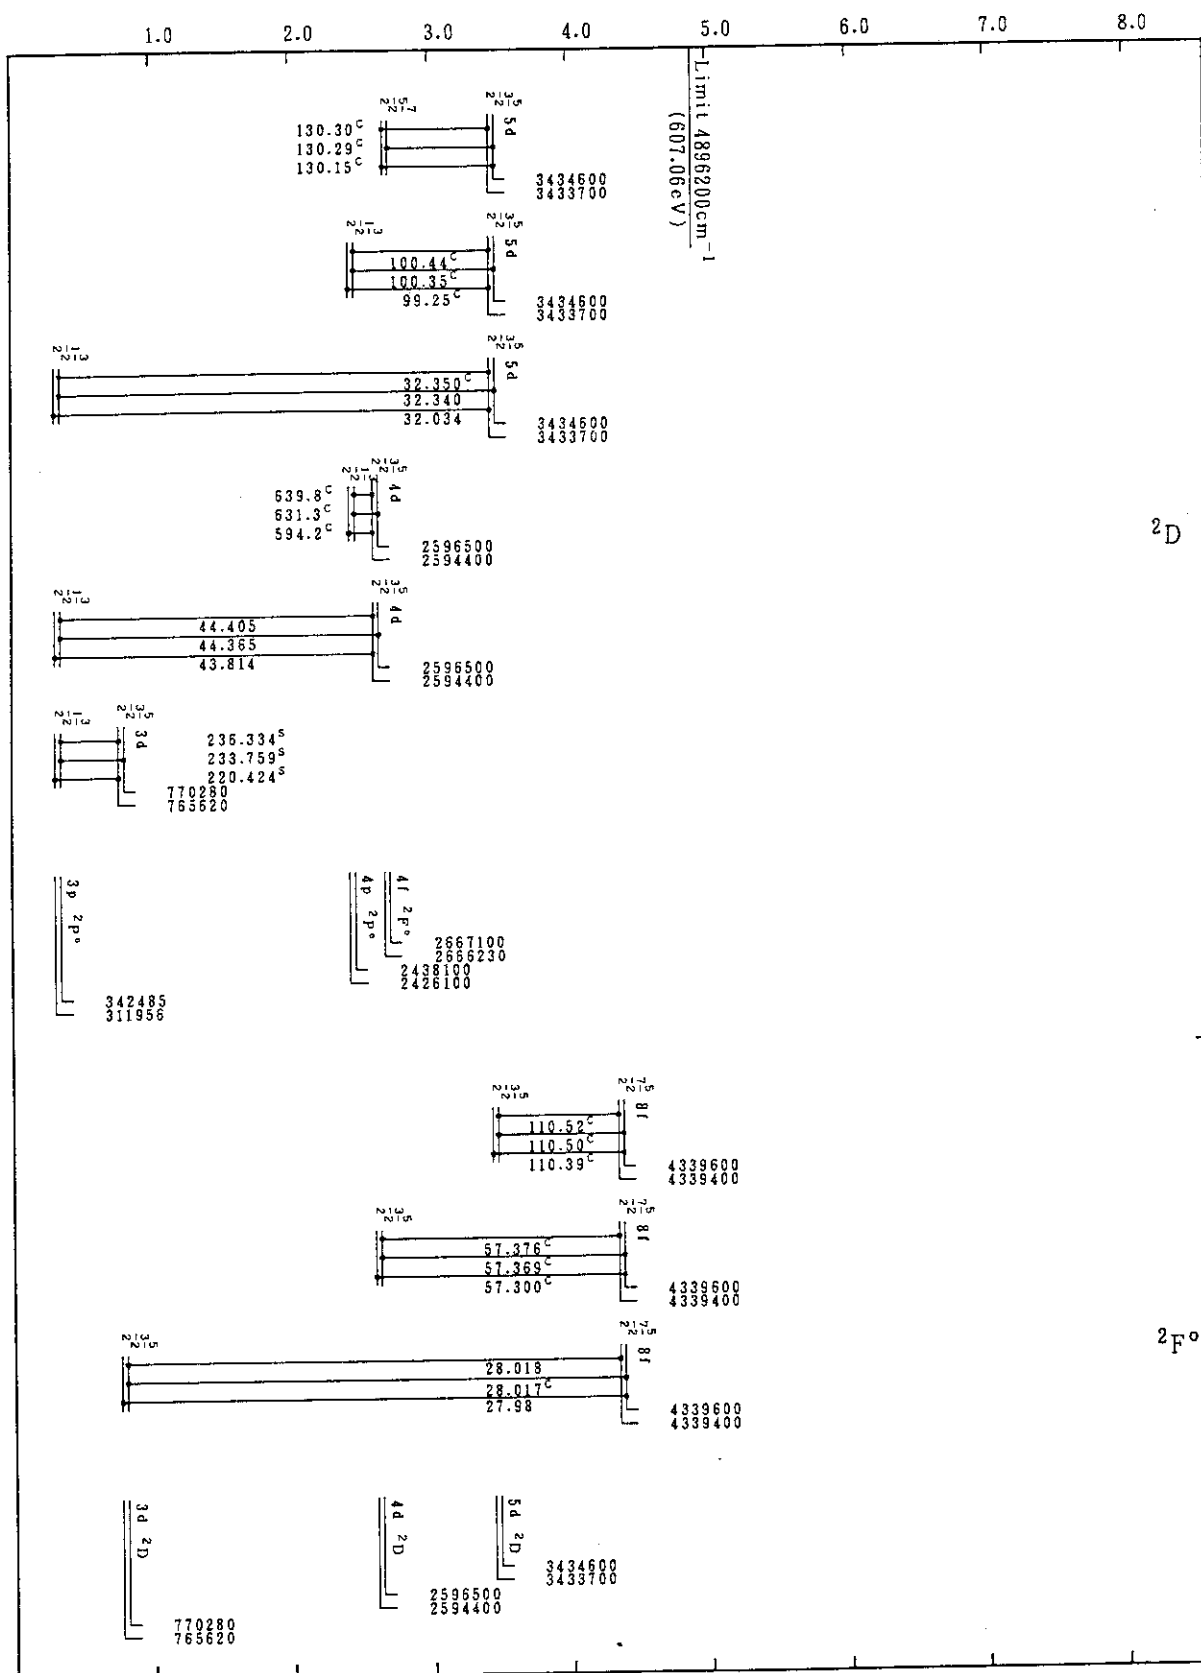 1.0 2.0 3.0 4.0 5.0 6.0 7.0 8.0
Limit 4896200cm⁻¹
(607.06eV)
5d
130.30ᶜ
130.29ᶜ
130.15ᶜ
3434600
3433700
5d
100.44ᶜ
100.35ᶜ
99.25ᶜ
3434600
3433700
5d
32.350ᶜ
32.340
32.034
3434600
3433700
4d
639.8ᶜ
631.3ᶜ
594.2ᶜ
2596500
2594400
²D
4d
44.405
44.365
43.814
2596500
2594400
3d
236.334ˢ
233.759ˢ
220.424ˢ
770280
765620
3p ²P°
342485
311956
4p ²P°
4f ²F°
2667100
2666230
2438100
2426100
8f
110.52ᶜ
110.50ᶜ
110.39ᶜ
4339600
4339400
8f
57.376ᶜ
57.369ᶜ
57.300ᶜ
4339600
4339400
²F°
8f
28.018
28.017ᶜ
27.98
4339600
4339400
3d ²D
770280
765620
4d ²D
2596500
2594400
5d ²D
3434600
3433700